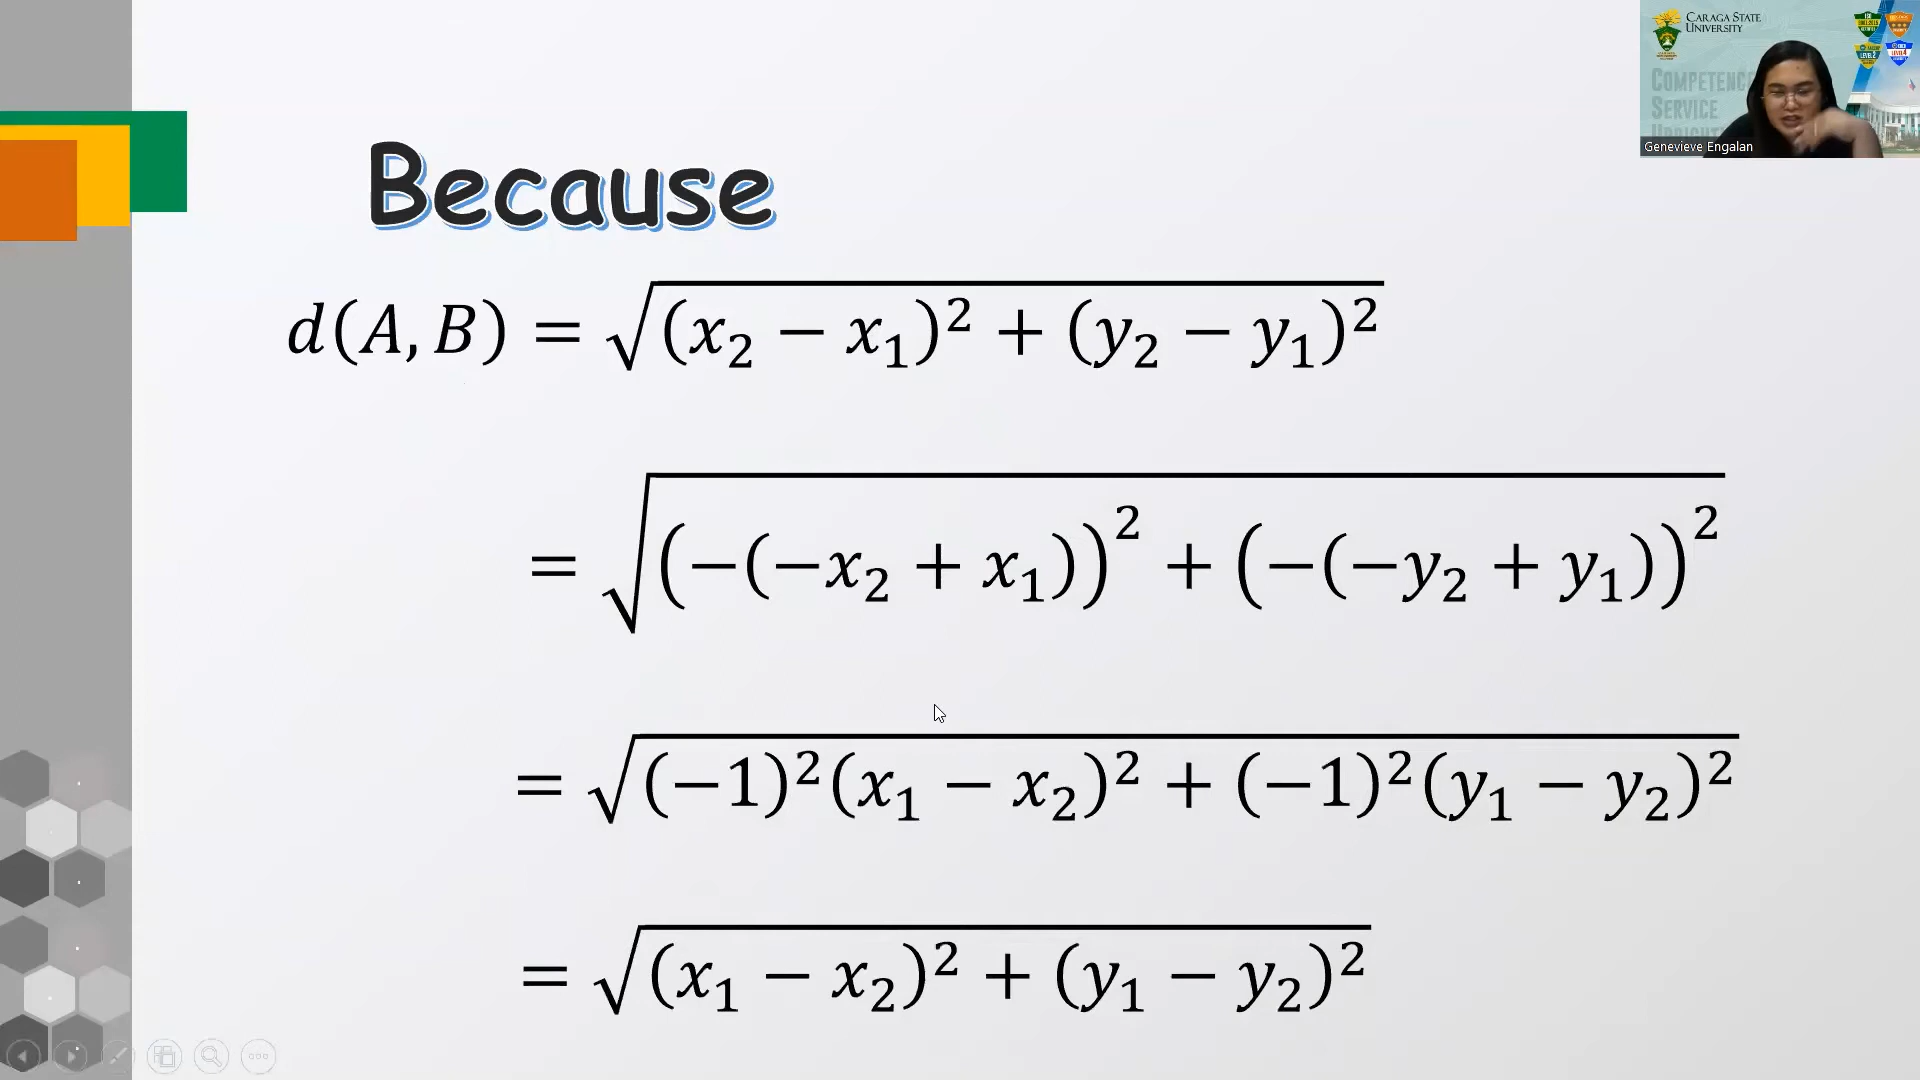 CARAGA STATE
UNIVERSITY
COMPETENCE
SERVICE
Genevieve Engalan
Because
d(A, B) = √((x₂ − x₁)² + (y₂ − y₁)²)
= √((−(−x₂ + x₁))² + (−(−y₂ + y₁))²)
= √((−1)²(x₁ − x₂)² + (−1)²(y₁ − y₂)²)
= √((x₁ − x₂)² + (y₁ − y₂)²)